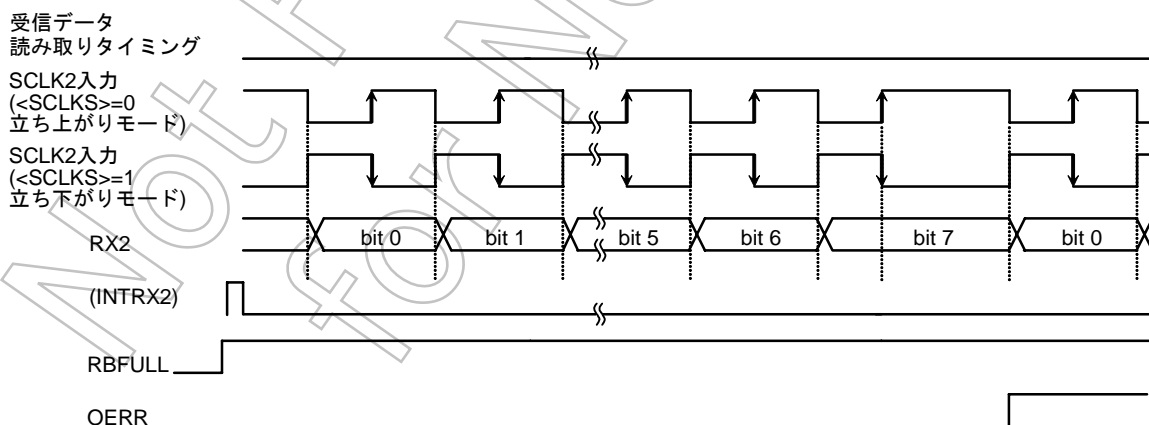 受信データ
読み取りタイミング
SCLK2入力
(<SCLKS>=0
立ち上がりモード)
SCLK2入力
(<SCLKS>=1
立ち下がりモード)
RX2 bit 0 bit 1 bit 5 bit 6 bit 7 bit 0
(INTRX2)
RBFULL
OERR